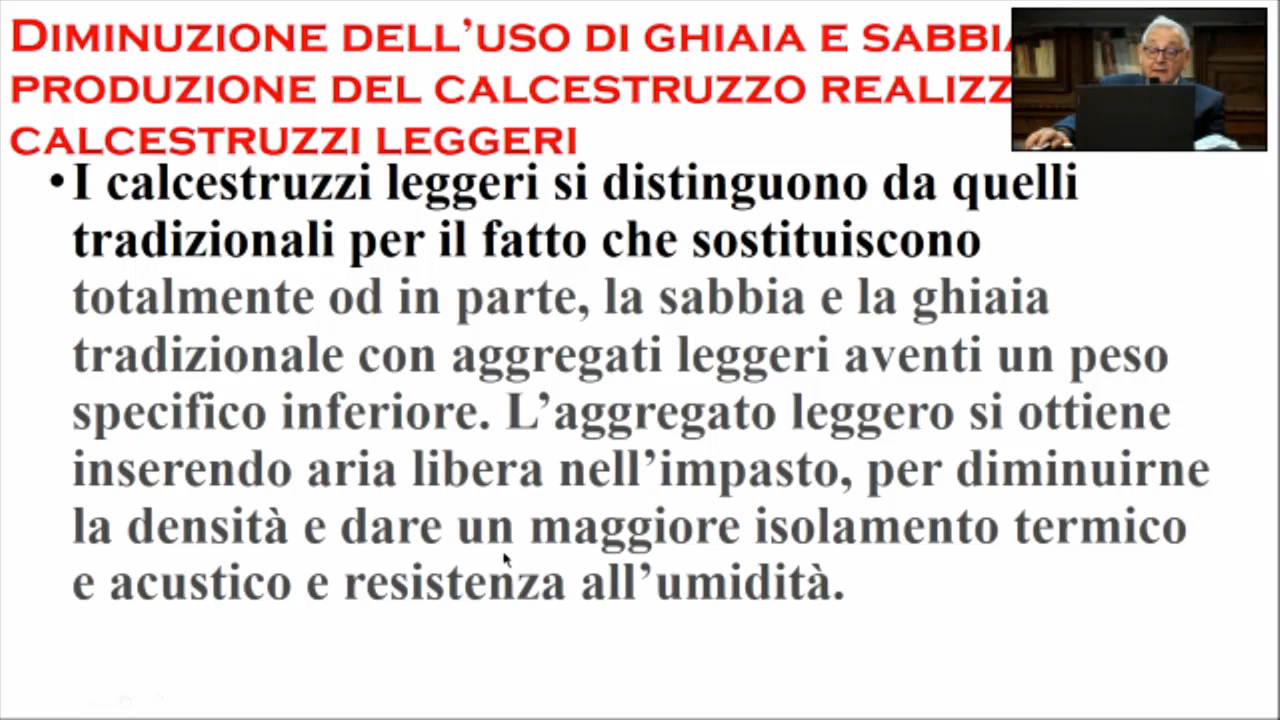 DIMINUZIONE DELL'USO DI GHIAIA E
PRODUZIONE DEL CALCESTRUZZO
CALCESTRUZZI LEGGERI
•I calcestruzzi leggeri si distinguono da quelli
tradizionali per il fatto che sostituiscono
totalmente od in parte, la sabbia e la ghiaia
tradizionale con aggregati leggeri aventi un peso
specifico inferiore. L'aggregato leggero si ottiene
inserendo aria libera nell'impasto, per diminuirne
la densità e dare un maggiore isolamento termico
e acustico e resistenza all'umidità.